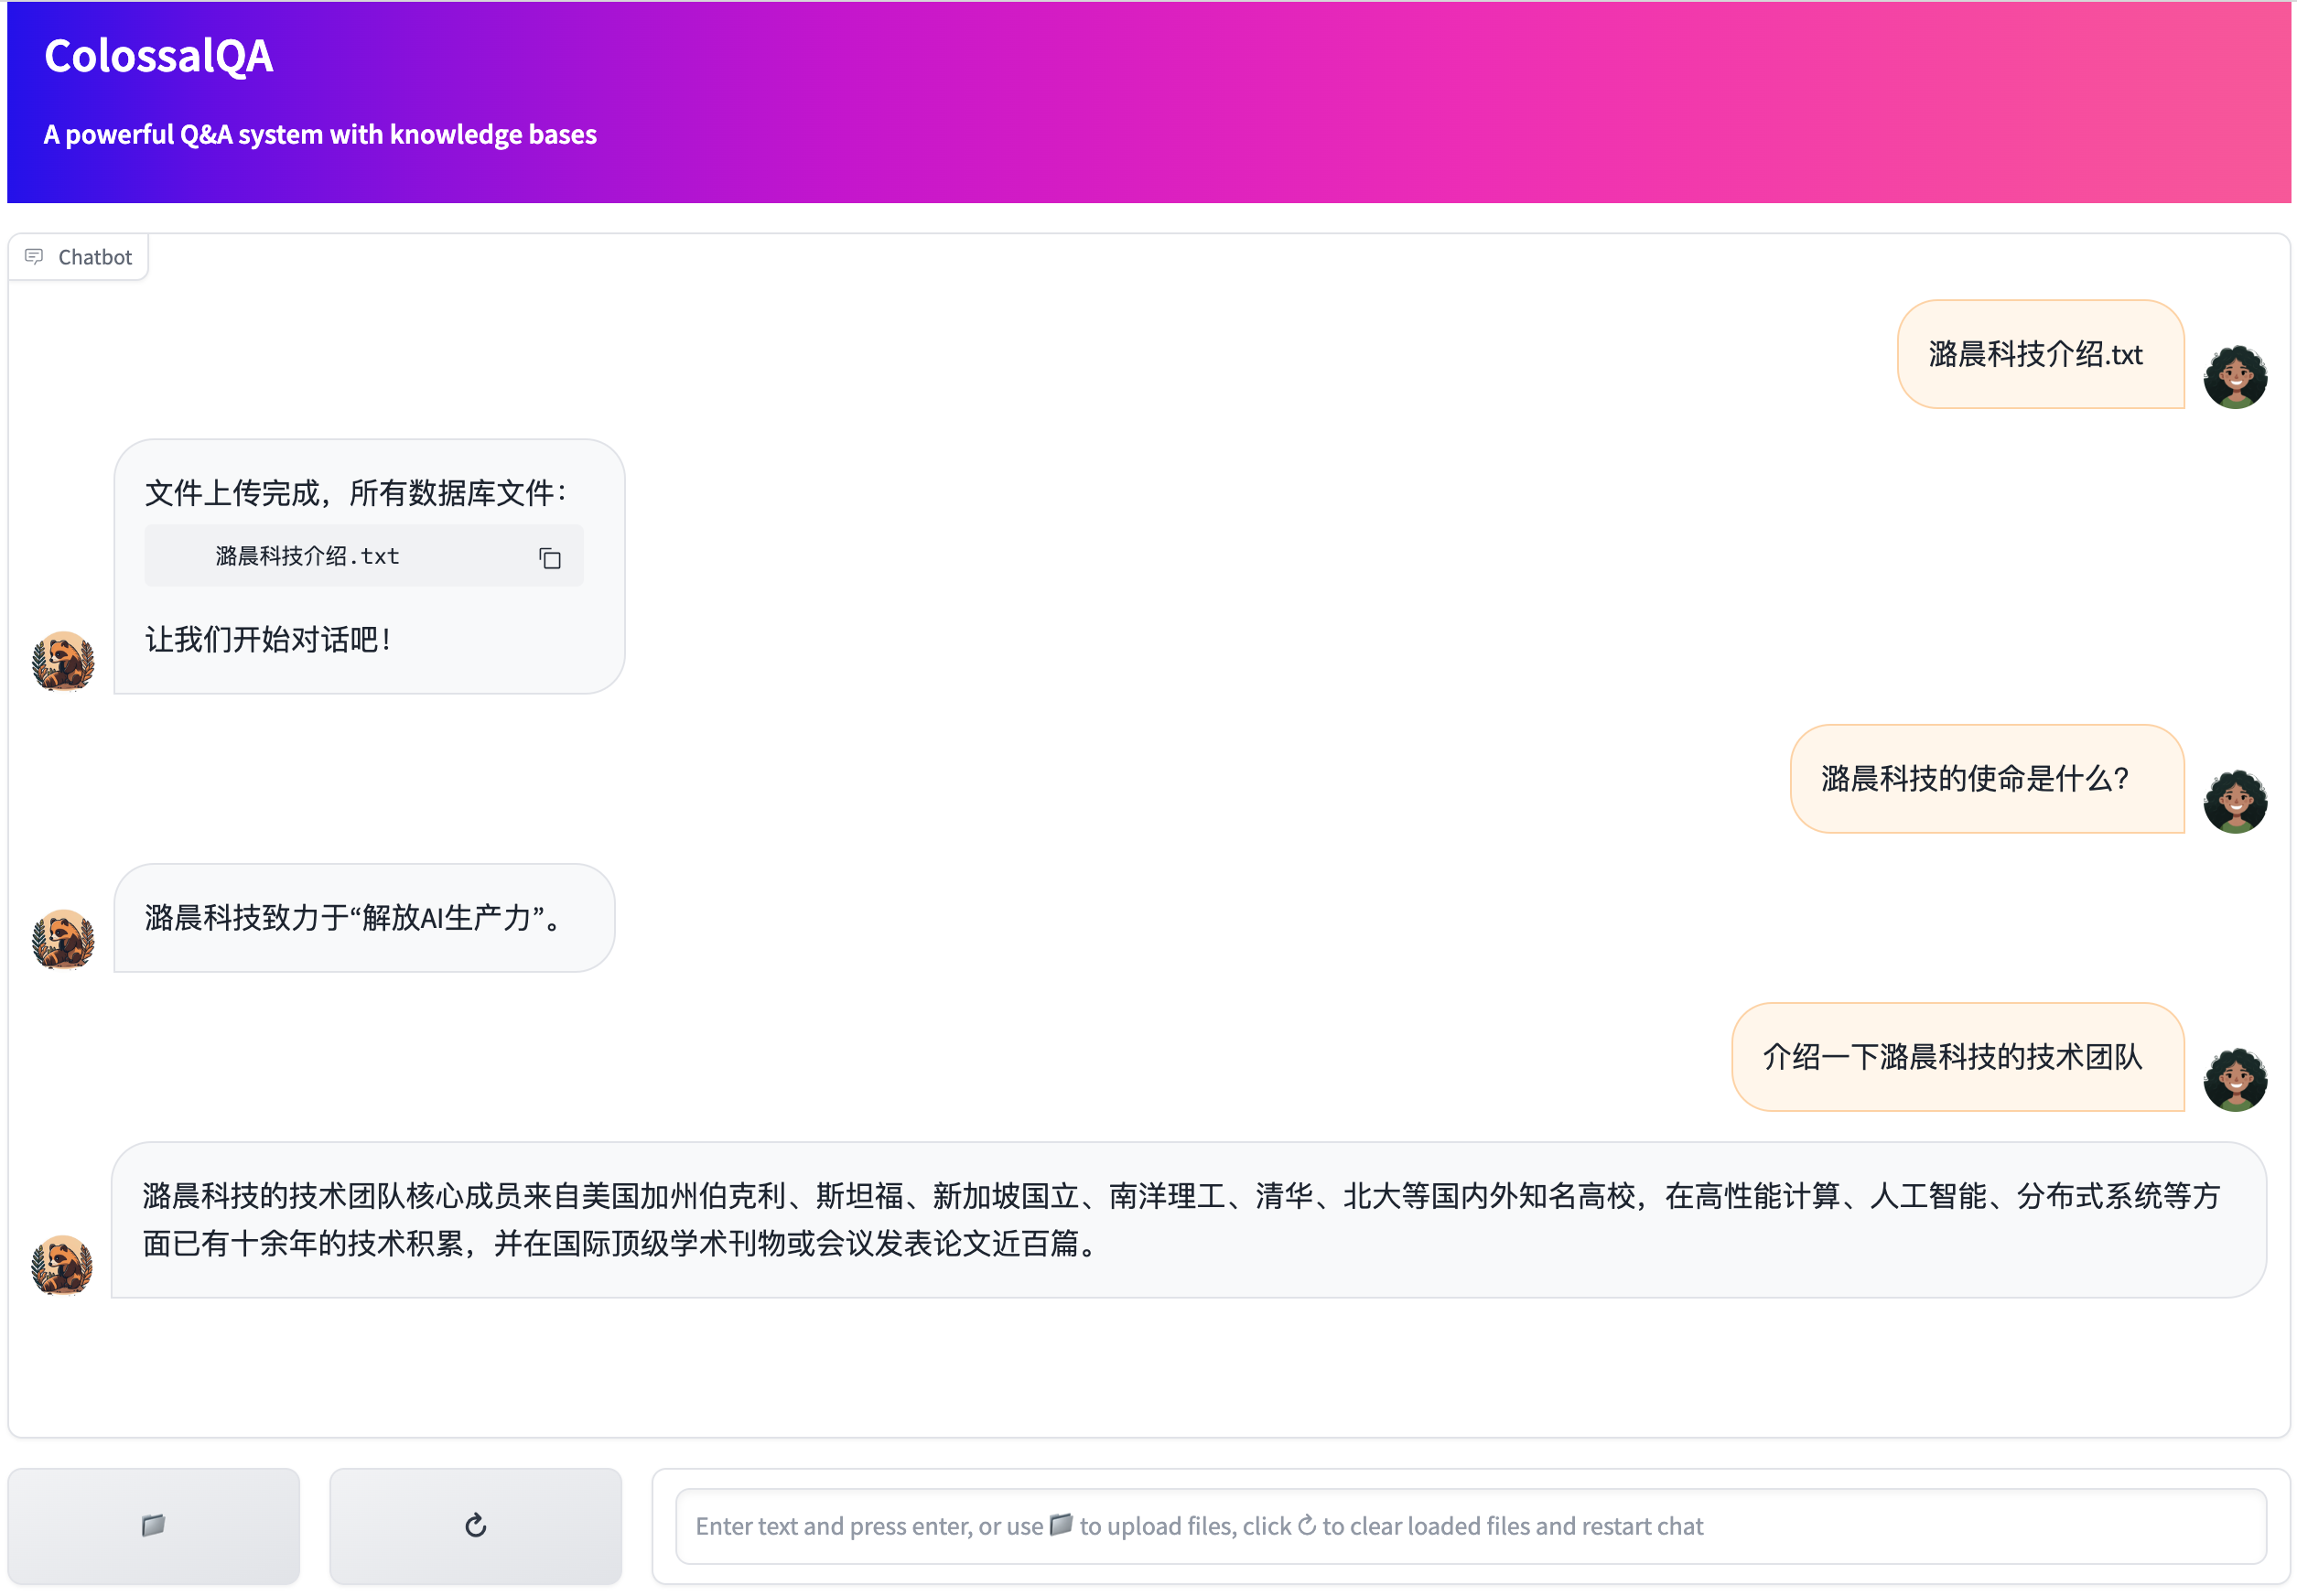 ColossalQA
A powerful Q&A system with knowledge bases
Chatbot
潞晨科技介绍.txt
文件上传完成，所有数据库文件：
潞晨科技介绍.txt
让我们开始对话吧！
潞晨科技的使命是什么？
潞晨科技致力于“解放AI生产力”。
介绍一下潞晨科技的技术团队
潞晨科技的技术团队核心成员来自美国加州伯克利、斯坦福、新加坡国立、南洋理工、清华、北大等国内外知名高校，在高性能计算、人工智能、分布式系统等方
面已有十余年的技术积累，并在国际顶级学术刊物或会议发表论文近百篇。
Enter text and press enter, or use 📁 to upload files, click ↻ to clear loaded files and restart chat